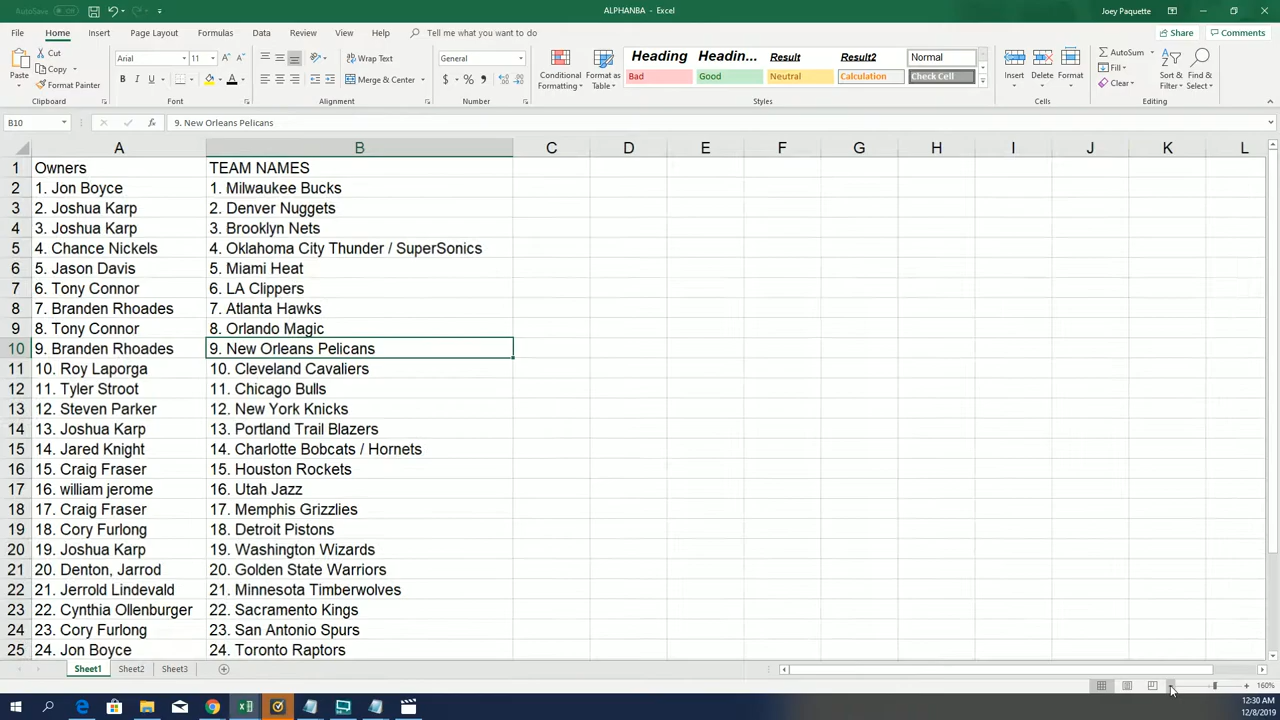 AutoSave Off ALPHANBA - Excel Joey Paquette
File Home Insert Page Layout Formulas Data Review View Help Tell me what you want to do Share Comments
Paste Cut Copy Format Painter Clipboard
Arial 11 B I U A Font
Wrap Text Merge & Center Alignment
General $ % , Number
Conditional Formatting Format as Table
Heading Headin... Result Result2 Normal
Bad Good Neutral Calculation Check Cell
Styles
Insert Delete Format Cells
AutoSum Fill Clear Sort & Filter Find & Select Editing
B10 fx 9. New Orleans Pelicans
A B C D E F G H I J K L
1 Owners TEAM NAMES
2 1. Jon Boyce 1. Milwaukee Bucks
3 2. Joshua Karp 2. Denver Nuggets
4 3. Joshua Karp 3. Brooklyn Nets
5 4. Chance Nickels 4. Oklahoma City Thunder / SuperSonics
6 5. Jason Davis 5. Miami Heat
7 6. Tony Connor 6. LA Clippers
8 7. Branden Rhoades 7. Atlanta Hawks
9 8. Tony Connor 8. Orlando Magic
10 9. Branden Rhoades 9. New Orleans Pelicans
11 10. Roy Laporga 10. Cleveland Cavaliers
12 11. Tyler Stroot 11. Chicago Bulls
13 12. Steven Parker 12. New York Knicks
14 13. Joshua Karp 13. Portland Trail Blazers
15 14. Jared Knight 14. Charlotte Bobcats / Hornets
16 15. Craig Fraser 15. Houston Rockets
17 16. william jerome 16. Utah Jazz
18 17. Craig Fraser 17. Memphis Grizzlies
19 18. Cory Furlong 18. Detroit Pistons
20 19. Joshua Karp 19. Washington Wizards
21 20. Denton, Jarrod 20. Golden State Warriors
22 21. Jerrold Lindevald 21. Minnesota Timberwolves
23 22. Cynthia Ollenburger 22. Sacramento Kings
24 23. Cory Furlong 23. San Antonio Spurs
25 24. Jon Boyce 24. Toronto Raptors
Sheet1 Sheet2 Sheet3
160%
12:30 AM
12/8/2019